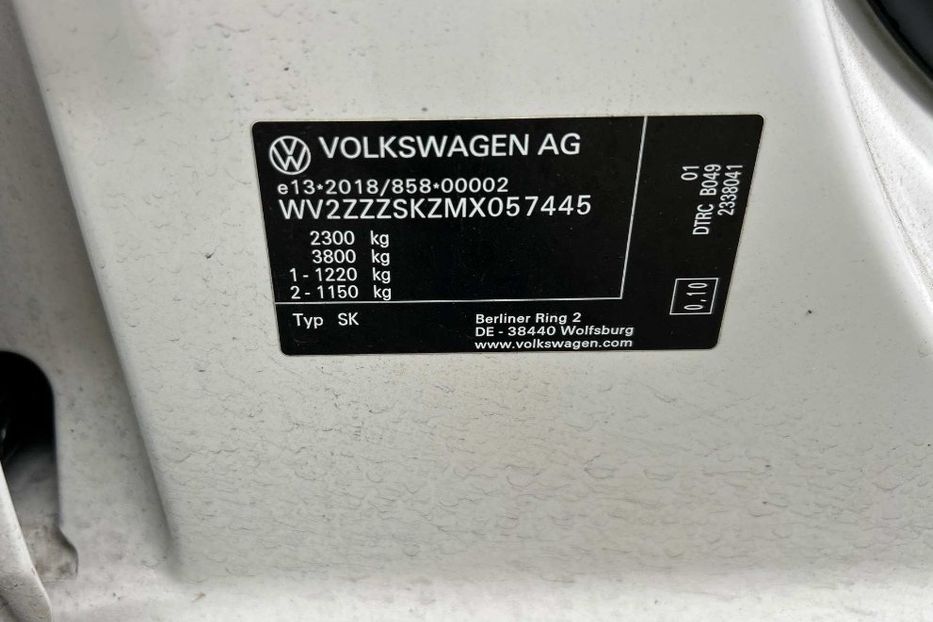 VOLKSWAGEN AG
e13*2018/858*00002
WV2ZZZSKZMX057445
2300 kg
3800 kg
1 - 1220 kg
2 - 1150 kg
Typ SK
Berliner Ring 2
DE - 38440 Wolfsburg
www.volkswagen.com
01
DTRC B049
2338041
0,10